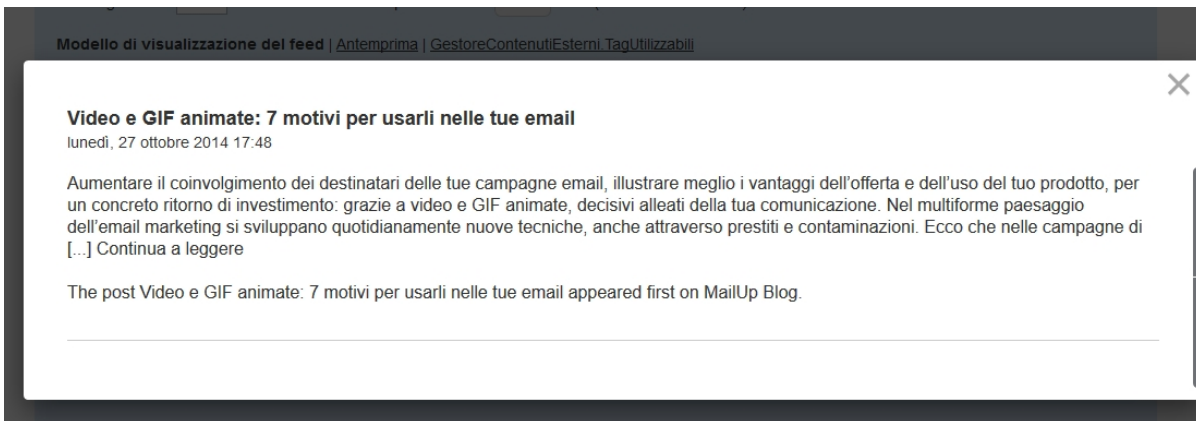 Modello di visualizzazione del feed | Antemprima | GestoreContenutiEsterni.TagUtilizzabili
Video e GIF animate: 7 motivi per usarli nelle tue email
lunedì, 27 ottobre 2014 17:48
Aumentare il coinvolgimento dei destinatari delle tue campagne email, illustrare meglio i vantaggi dell'offerta e dell'uso del tuo prodotto, per
un concreto ritorno di investimento: grazie a video e GIF animate, decisivi alleati della tua comunicazione. Nel multiforme paesaggio
dell'email marketing si sviluppano quotidianamente nuove tecniche, anche attraverso prestiti e contaminazioni. Ecco che nelle campagne di
[...] Continua a leggere
The post Video e GIF animate: 7 motivi per usarli nelle tue email appeared first on MailUp Blog.